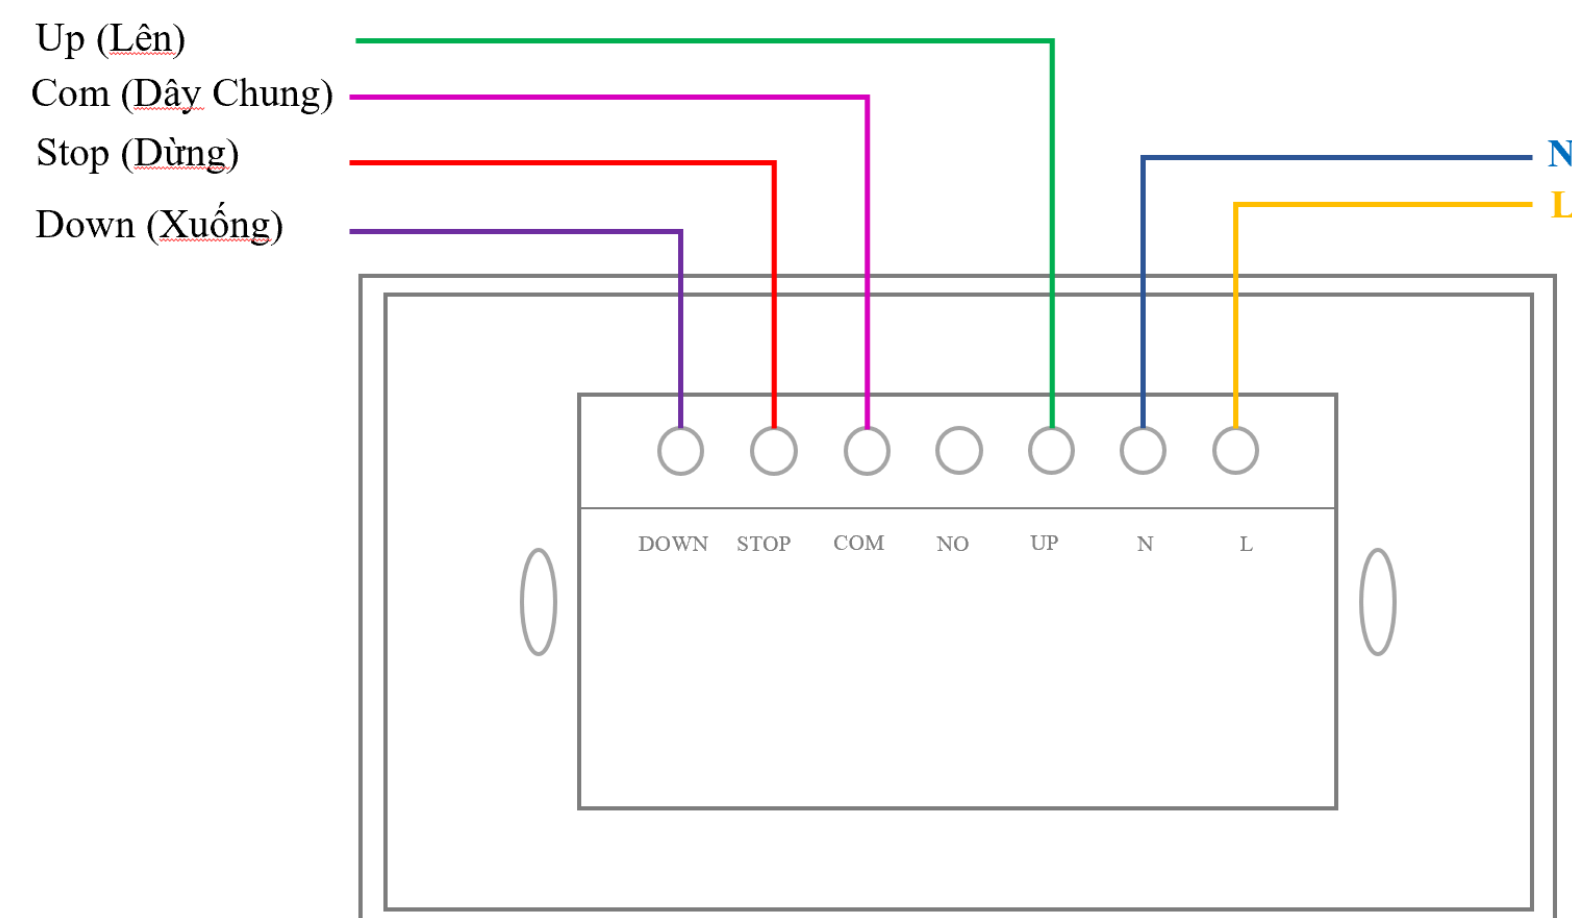 Up (Lên)
Com (Dây Chung)
Stop (Dừng)
Down (Xuống)
N
L
DOWN STOP COM NO UP N L